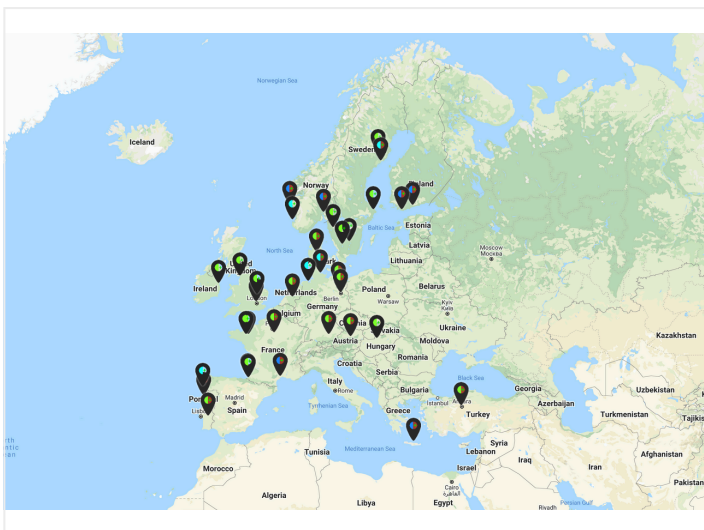 Norwegian Sea
Iceland
Sweden
Norway
Finland
Baltic Sea
Estonia
Latvia
Moscow
Москва
North Sea
United
Kingdom
Lithuania
Ireland
Netherlands
Berlin
Poland
Warsaw
Belarus
London
Germany
Kyiv
Київ
Ukraine
Kazakhstan
Austria
Hungary
Moldova
France
Croatia
Romania
Serbia
Italy
Rome
Bulgaria
Black Sea
Georgia
Azerbaijan
Uzbekistan
Turkmenistan
Madrid
Spain
Tyrrhenian Sea
Greece
Istanbul
Ankara
Turkey
Mediterranean Sea
Tunisia
Syria
Lebanon
Iraq
Iran
Afghanistan
Israel
Morocco
Algeria
Libya
Cairo
القاهرة
Egypt
Persian Gulf
Riyadh
Pakistan